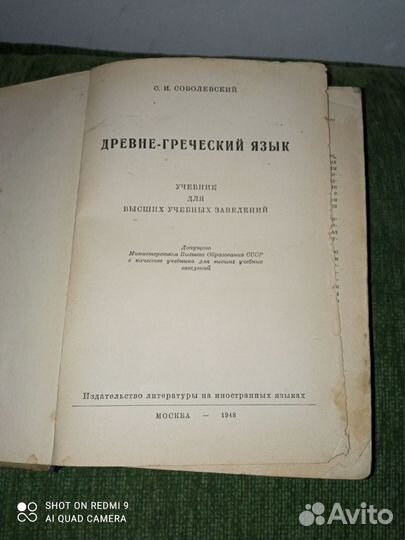 С. И. СОБОЛЕВСКИЙ
ДРЕВНЕ-ГРЕЧЕСКИЙ ЯЗЫК
УЧЕБНИК
ДЛЯ
ВЫСШИХ УЧЕБНЫХ ЗАВЕДЕНИЙ
Допущено
Министерством Высшего Образования СССР
в качестве учебника для высших учебных
заведений
Издательство литературы на иностранных языках
МОСКВА — 1948
SHOT ON REDMI 9
AI QUAD CAMERA
Avito